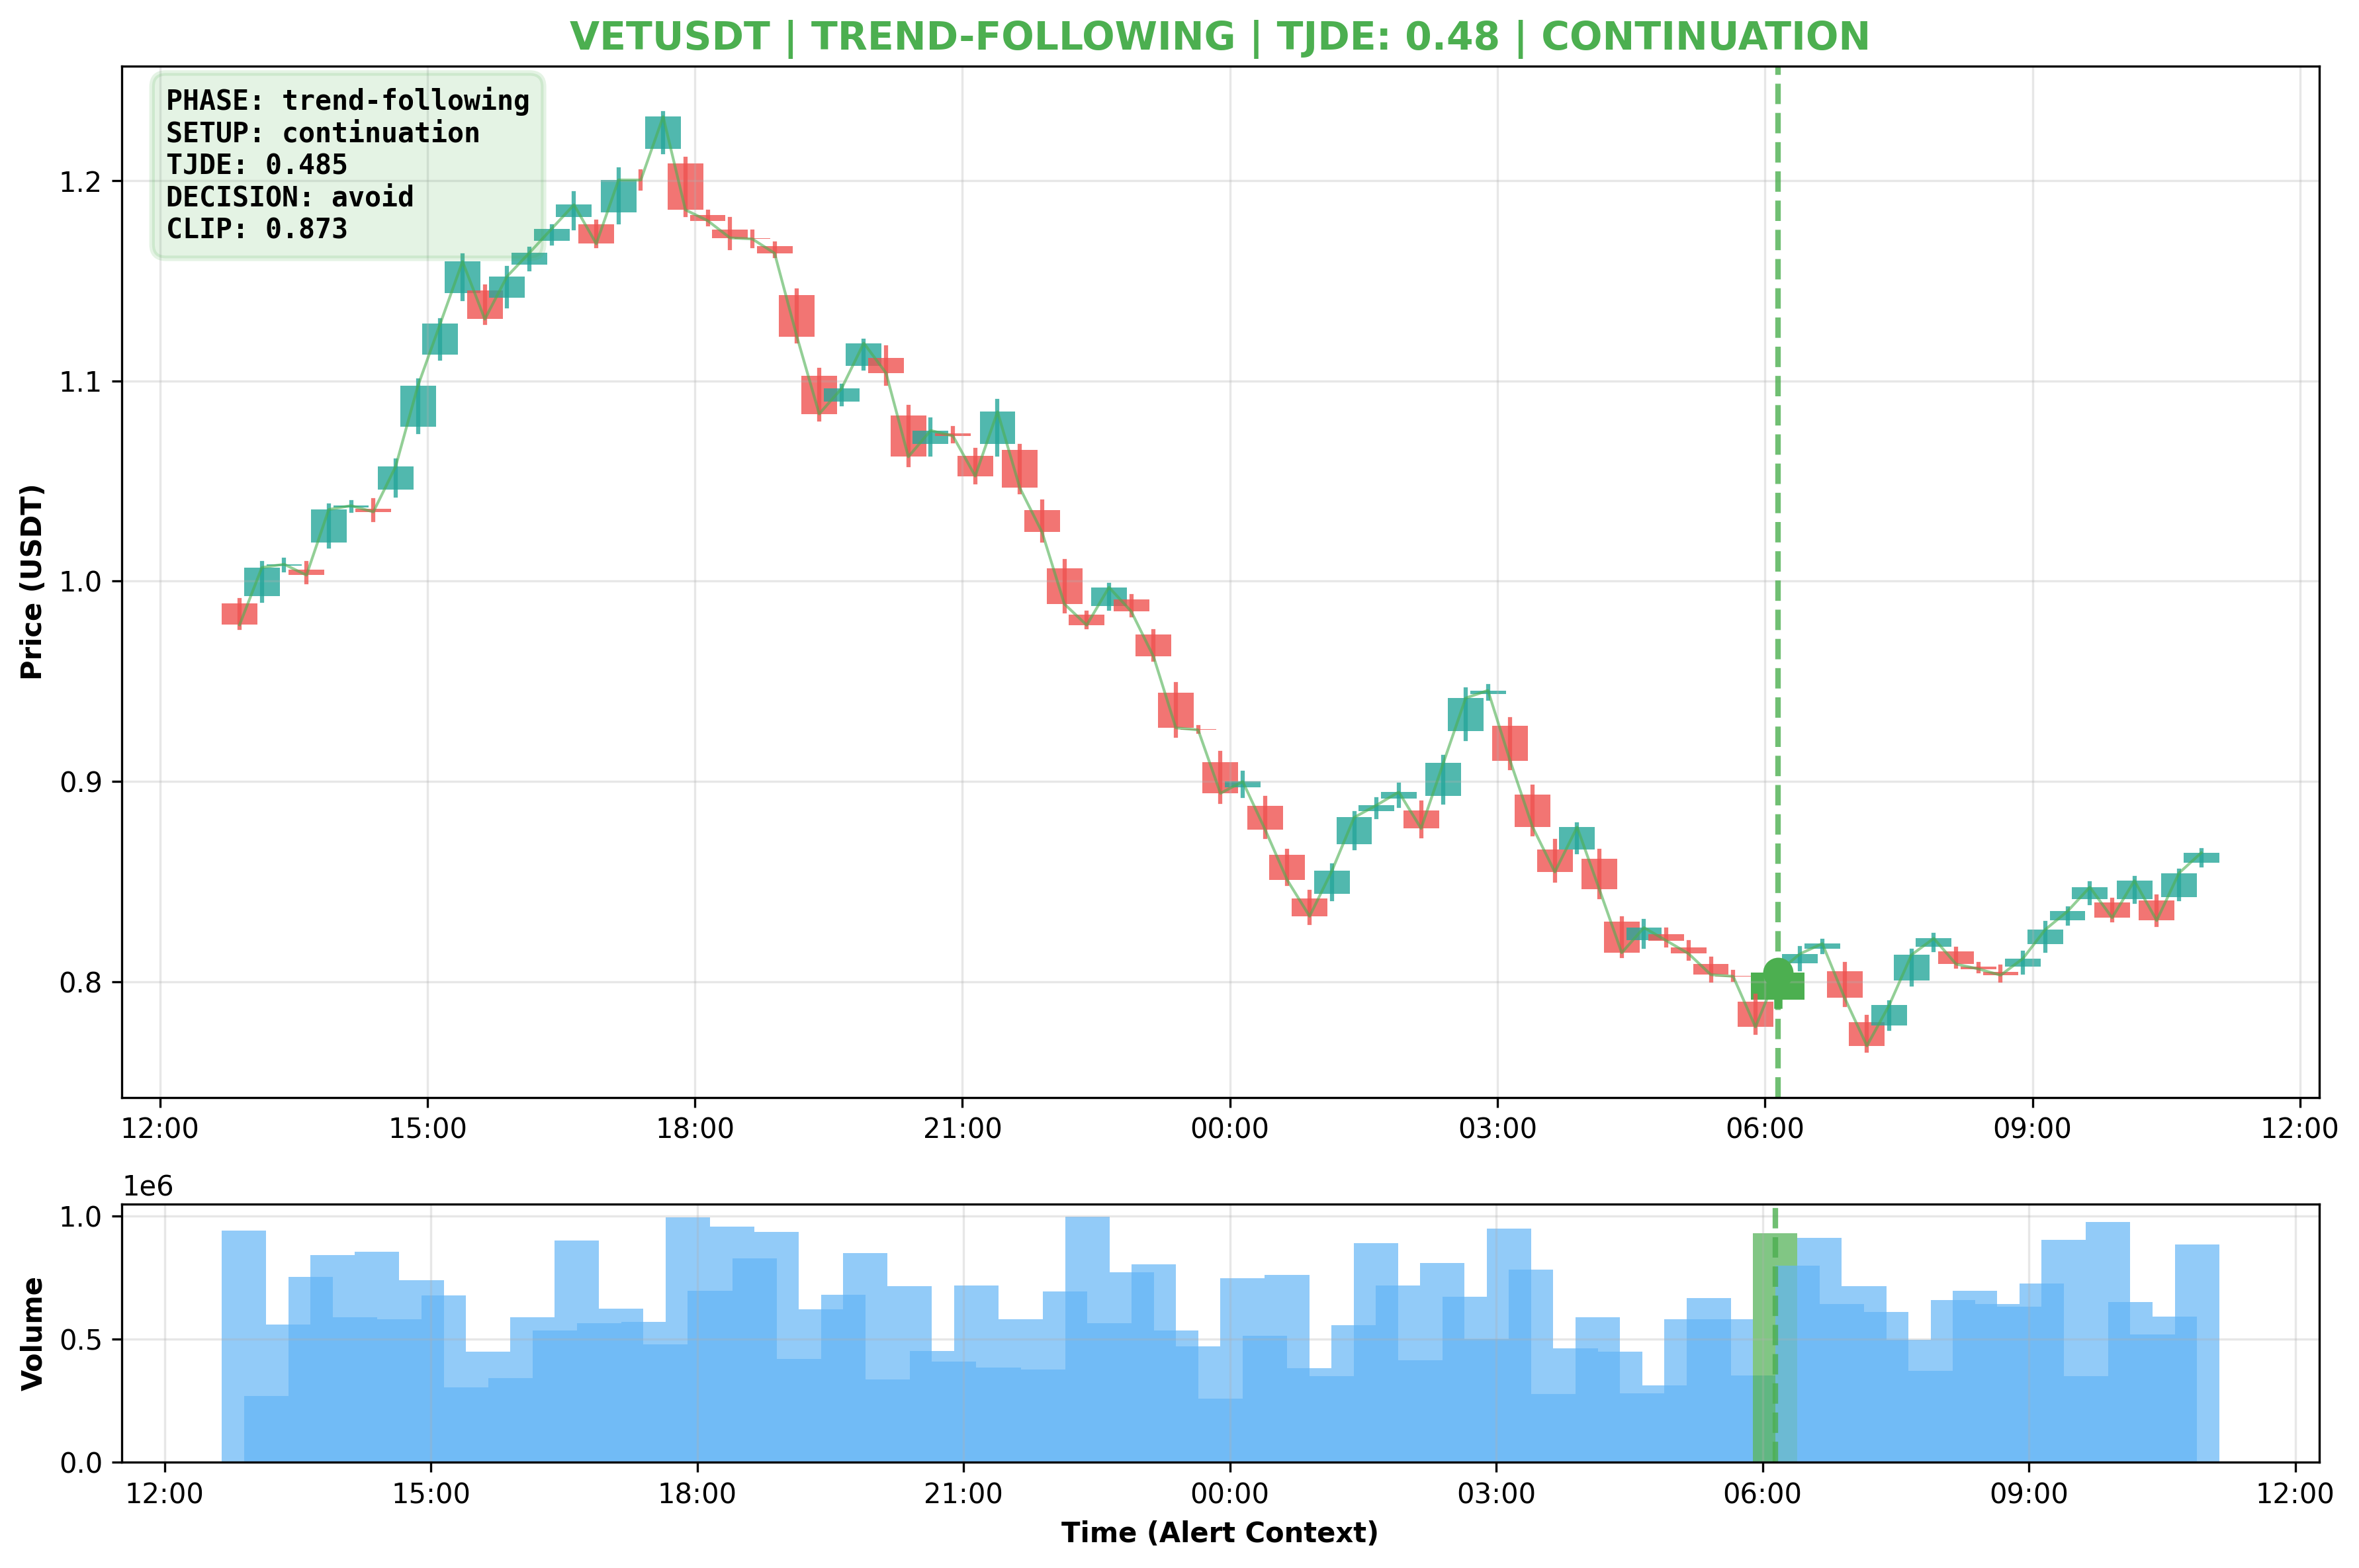 VETUSDT | TREND-FOLLOWING | TJDE: 0.48 | CONTINUATION
PHASE: trend-following
SETUP: continuation
TJDE: 0.485
DECISION: avoid
CLIP: 0.873
Price (USDT)
1.2
1.1
1.0
0.9
0.8
12:00 15:00 18:00 21:00 00:00 03:00 06:00 09:00 12:00
1e6
Volume
1.0
0.5
0.0
12:00 15:00 18:00 21:00 00:00 03:00 06:00 09:00 12:00
Time (Alert Context)